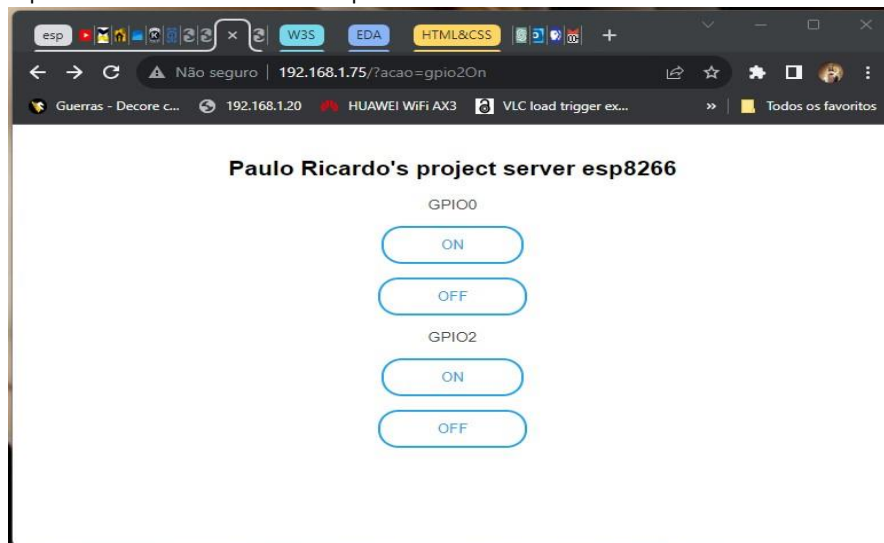 esp
W3S
EDA
HTML&CSS
Não seguro | 192.168.1.75/?acao=gpio2On
Guerras - Decore c...
192.168.1.20
HUAWEI WiFi AX3
VLC load trigger ex...
»
Todos os favoritos
Paulo Ricardo's project server esp8266
GPIO0
ON
OFF
GPIO2
ON
OFF